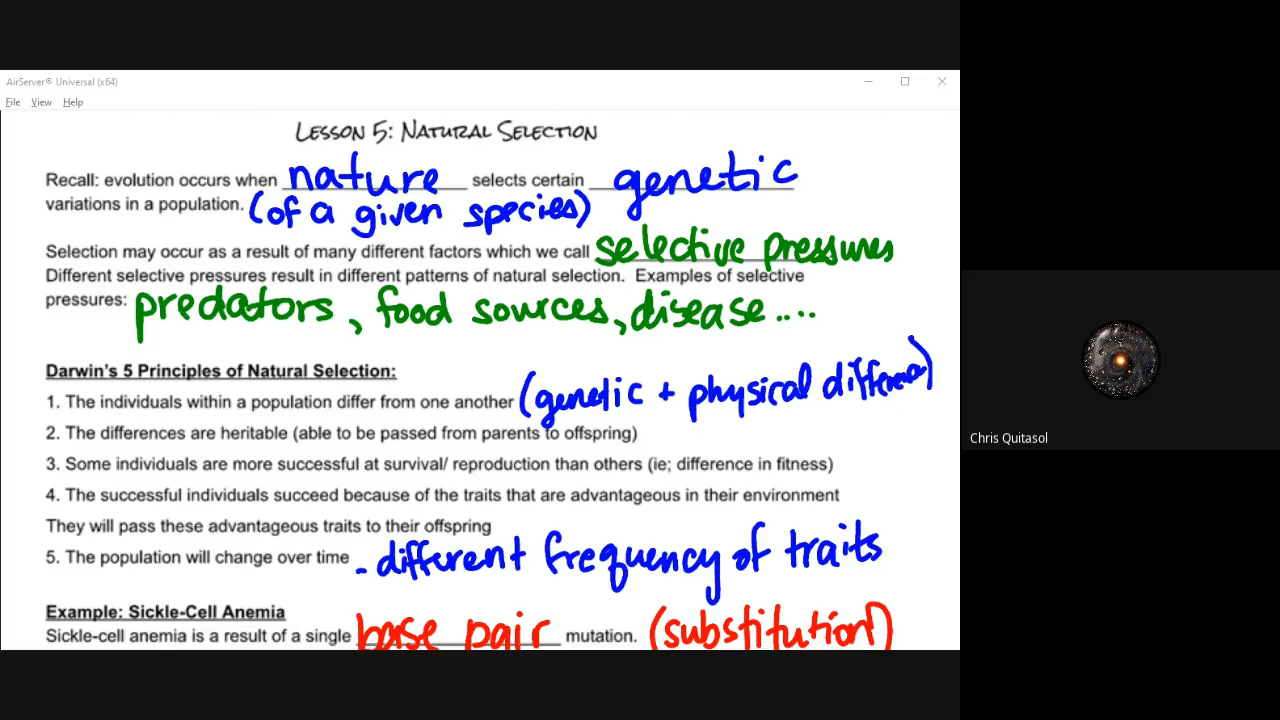 AirServer® Universal (x64)
File View Help
LESSON 5: NATURAL SELECTION
Recall: evolution occurs when nature selects certain genetic
variations in a population. (of a given species)
Selection may occur as a result of many different factors which we call selective pressures
Different selective pressures result in different patterns of natural selection. Examples of selective
pressures: predators, food sources, disease....
Darwin's 5 Principles of Natural Selection:
1. The individuals within a population differ from one another (genetic + physical difference)
2. The differences are heritable (able to be passed from parents to offspring)
3. Some individuals are more successful at survival/ reproduction than others (ie; difference in fitness)
4. The successful individuals succeed because of the traits that are advantageous in their environment
They will pass these advantageous traits to their offspring
5. The population will change over time - different frequency of traits
Example: Sickle-Cell Anemia
Sickle-cell anemia is a result of a single base pair mutation. (substitution)
Chris Quitasol